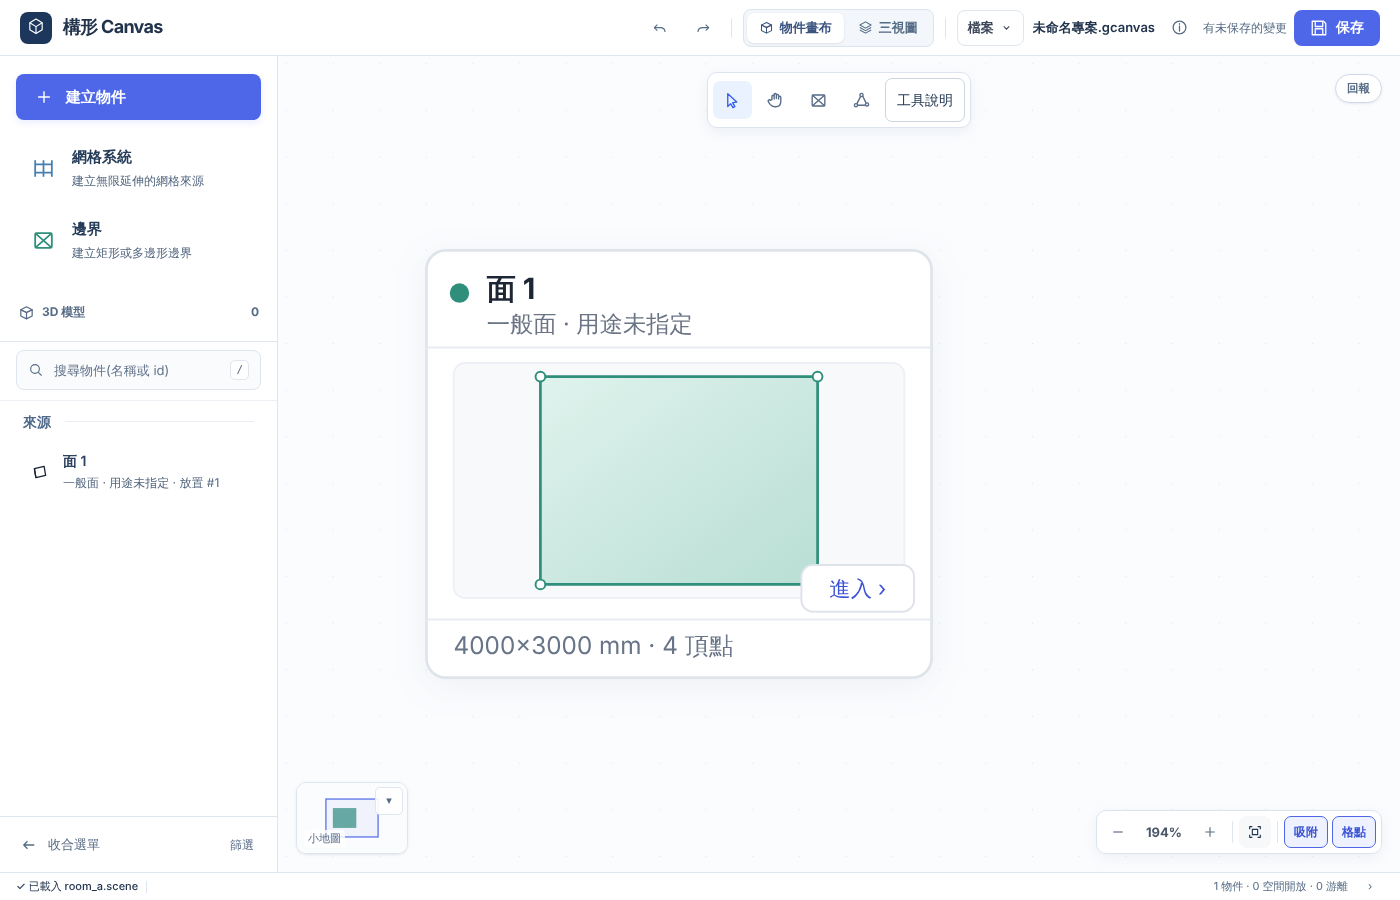 構形 Canvas
物件畫布
三視圖
檔案
未命名專案.gcanvas
有未保存的變更
保存
建立物件
網格系統
建立無限延伸的網格來源
邊界
建立矩形或多邊形邊界
3D 模型
0
搜尋物件(名稱或 id)
/
來源
面 1
一般面 · 用途未指定 · 放置 #1
收合選單
篩選
工具說明
回報
面 1
一般面 · 用途未指定
進入 ›
4000×3000 mm · 4 頂點
小地圖
194%
吸附
格點
✓ 已載入 room_a.scene
1 物件 · 0 空間開放 · 0 游離